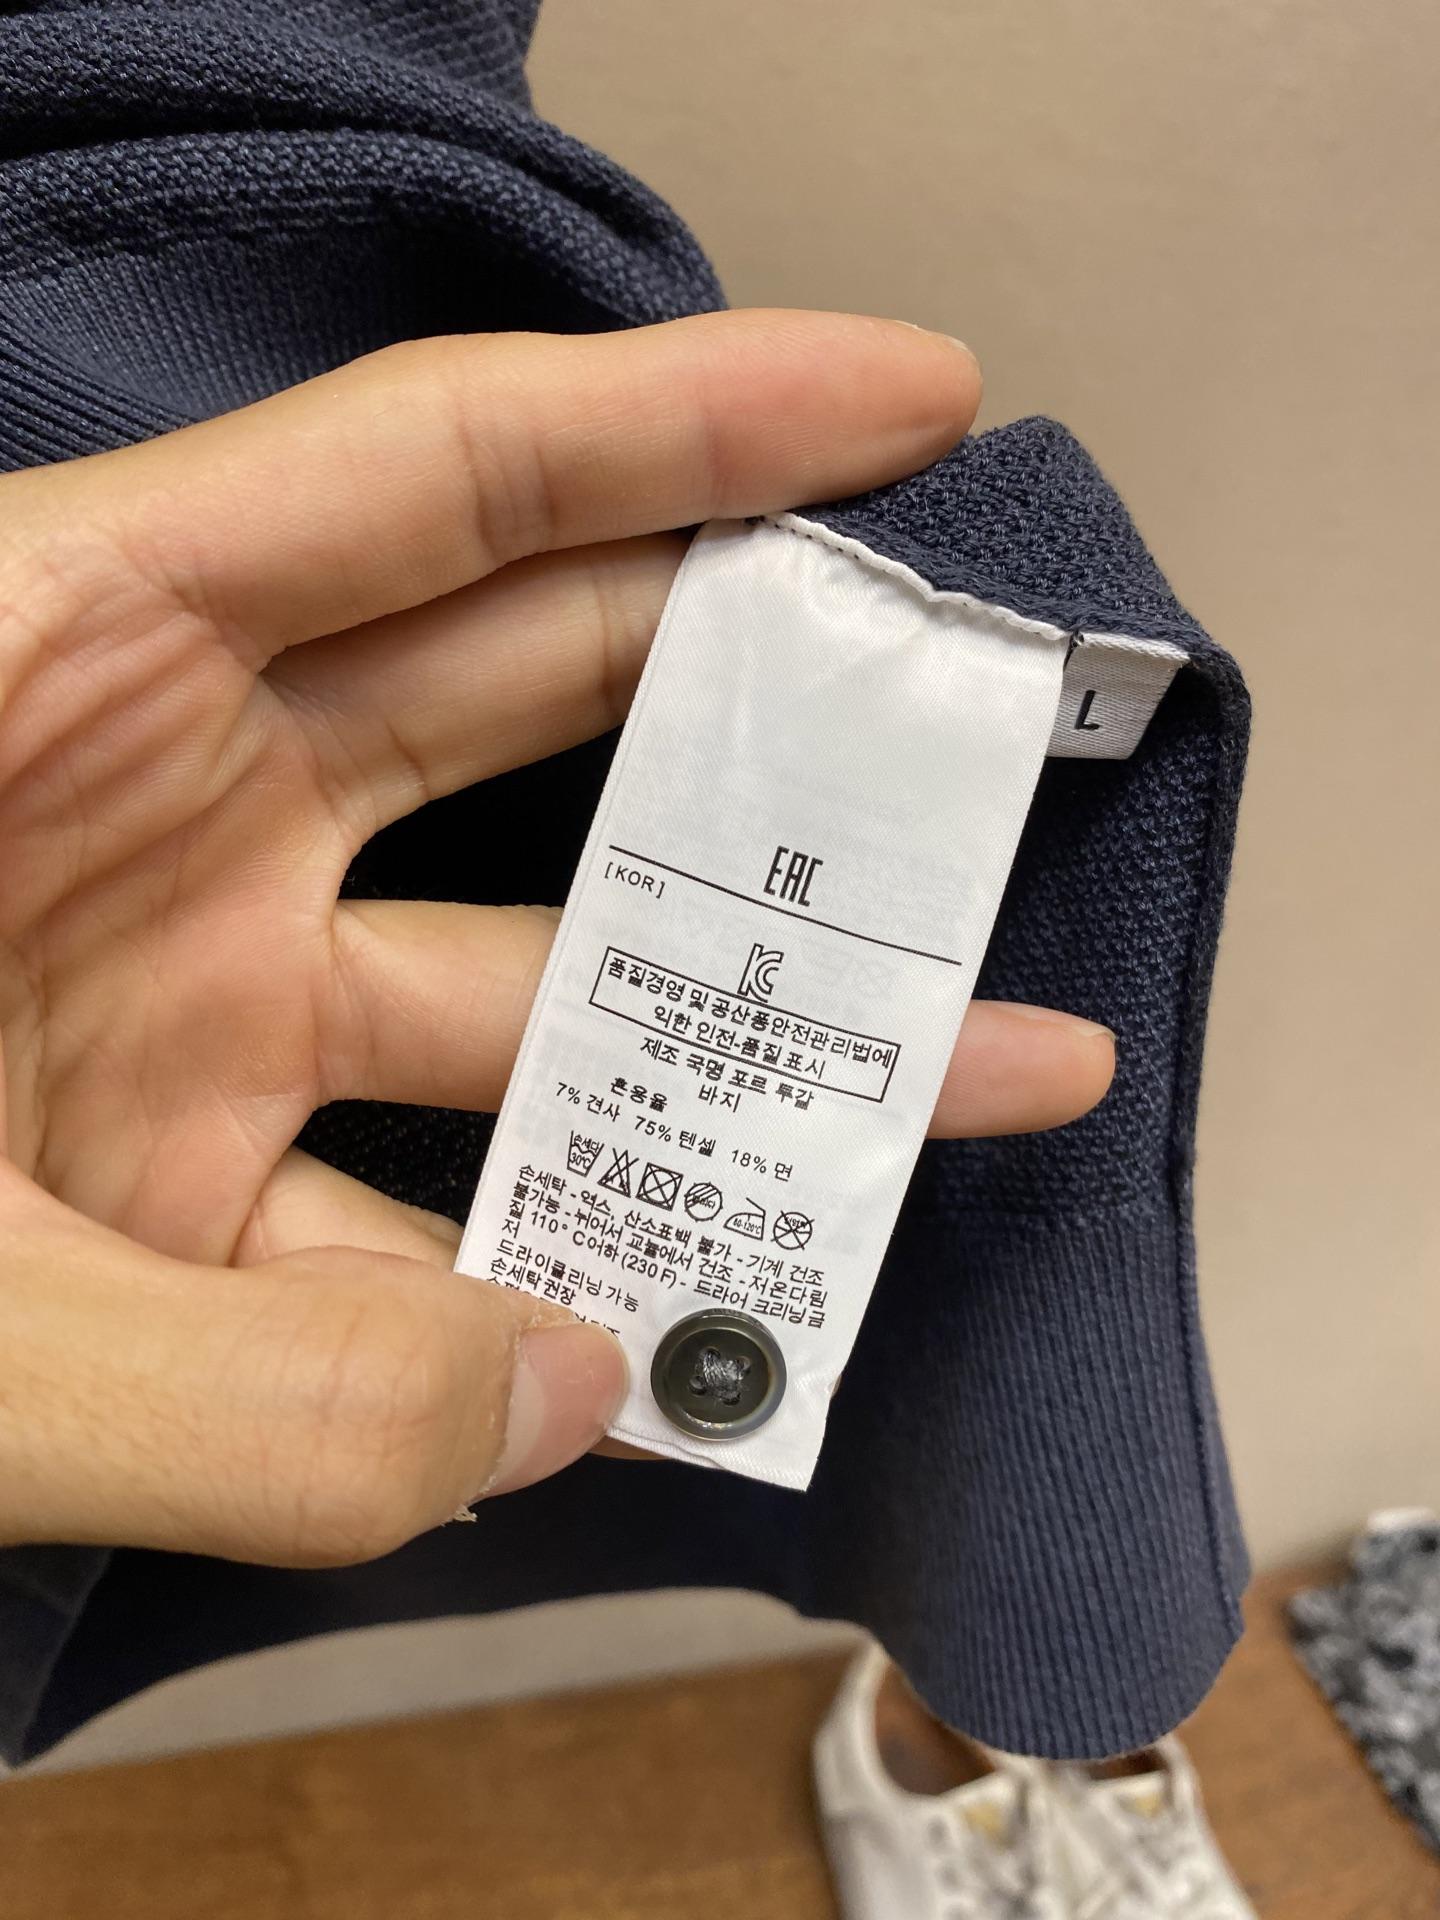 L
EAC
[KOR]
KC
품질경영 및 공산품안전관리법에
의한 인전-품질 표시
제조 국명 포르 투갈
혼용율 바지
7% 견사 75% 텐셀 18% 면
손세탁 - 역스, 산소표백 불가 - 기계 건조
불가능 - 뉘어서 그늘에서 건조 - 저온다림
질 110°C이하(230F) - 드라이 크리닝금
저
드라이클리닝 가능
손세탁권장